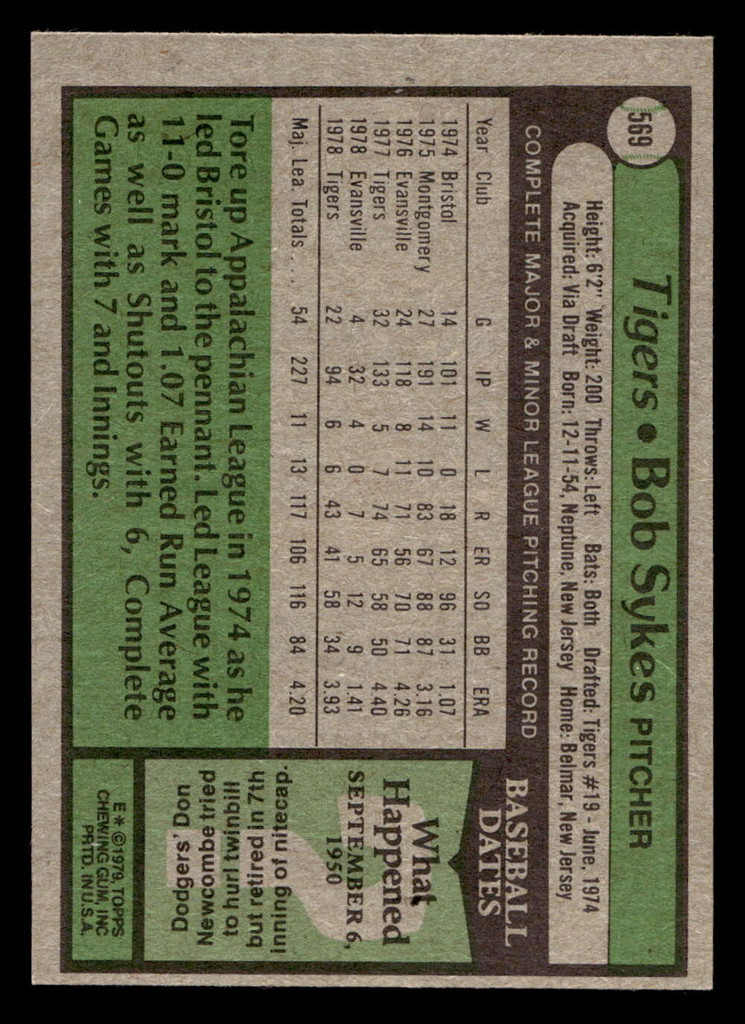 569
Tigers • Bob Sykes PITCHER
Height: 6'2" Weight: 200 Throws: Left Bats: Both Drafted: Tigers #19 - June, 1974
Acquired: Via Draft Born: 12-11-54, Neptune, New Jersey Home: Belmar, New Jersey
COMPLETE MAJOR & MINOR LEAGUE PITCHING RECORD
Year Club G IP W L R ER SO BB ERA
1974 Bristol 14 101 11 0 18 12 96 31 1.07
1975 Montgomery 27 191 14 10 83 67 88 87 3.16
1976 Evansville 24 118 8 11 71 56 70 71 4.26
1977 Tigers 32 133 5 7 74 65 58 50 4.40
1978 Evansville 4 32 4 0 7 5 12 9 1.41
1978 Tigers 22 94 6 6 43 41 58 34 3.93
Maj. Lea. Totals . . . 54 227 11 13 117 106 116 84 4.20
Tore up Appalachian League in 1974 as he
led Bristol to the pennant. Led League with
11-0 mark and 1.07 Earned Run Average
as well as Shutouts with 6, Complete
Games with 7 and Innings.
BASEBALL
DATES
What
Happened
SEPTEMBER 6,
1950
Dodgers' Don
Newcombe tried
to hurl twinbill
but retired in 7th
inning of nitecap.
E* © 1979, TOPPS
CHEWING GUM, INC
PRTD. IN U.S.A.